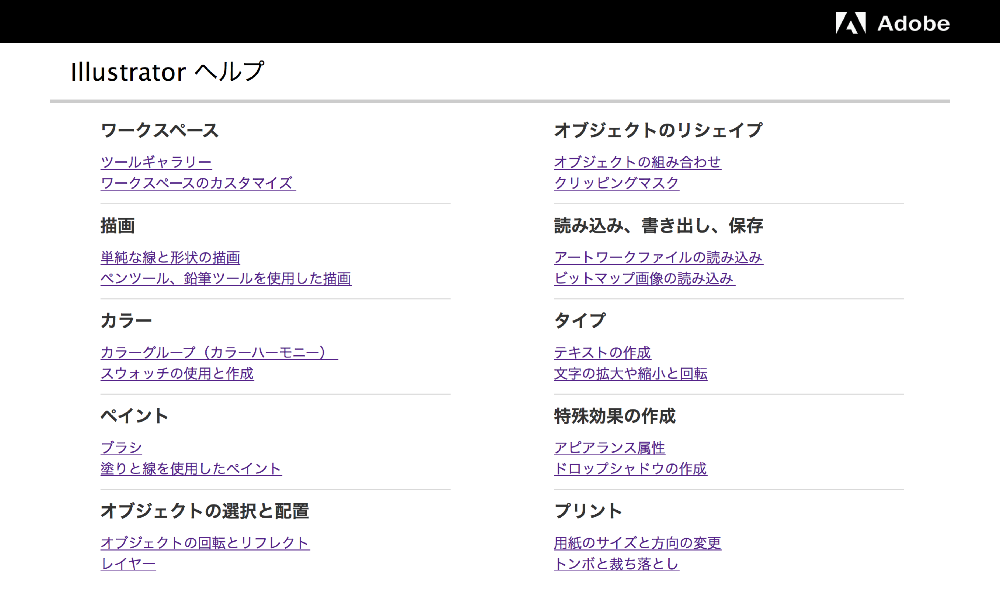 Adobe
Illustrator ヘルプ
ワークスペース
ツールギャラリー
ワークスペースのカスタマイズ
描画
単純な線と形状の描画
ペンツール、鉛筆ツールを使用した描画
カラー
カラーグループ（カラーハーモニー）
スウォッチの使用と作成
ペイント
ブラシ
塗りと線を使用したペイント
オブジェクトの選択と配置
オブジェクトの回転とリフレクト
レイヤー
オブジェクトのリシェイプ
オブジェクトの組み合わせ
クリッピングマスク
読み込み、書き出し、保存
アートワークファイルの読み込み
ビットマップ画像の読み込み
タイプ
テキストの作成
文字の拡大や縮小と回転
特殊効果の作成
アピアランス属性
ドロップシャドウの作成
プリント
用紙のサイズと方向の変更
トンボと裁ち落とし